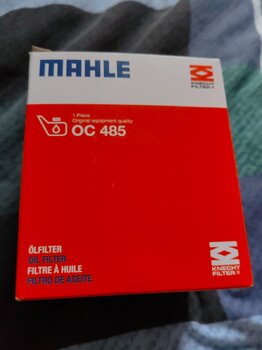 MAHLE
KNECHT
FILTER
1 Piece
Original equipment quality
OC 485
ÖLFILTER
OIL FILTER
FILTRE À HUILE
FILTRO DE ACEITE
KNECHT
FILTER